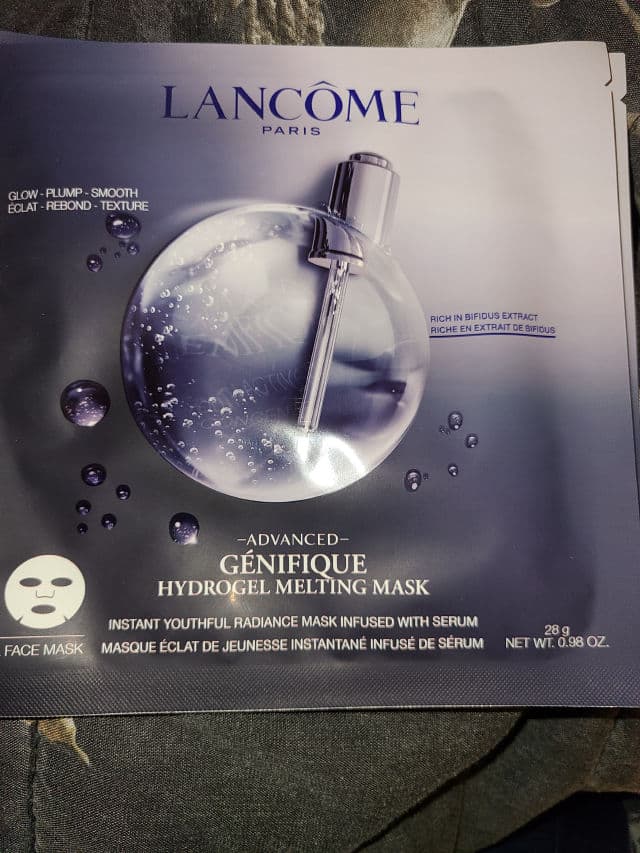 LANCÔME
PARIS
GLOW - PLUMP - SMOOTH
ÉCLAT - REBOND - TEXTURE
RICH IN BIFIDUS EXTRACT
RICHE EN EXTRAIT DE BIFIDUS
-ADVANCED-
GÉNIFIQUE
HYDROGEL MELTING MASK
INSTANT YOUTHFUL RADIANCE MASK INFUSED WITH SERUM
MASQUE ÉCLAT DE JEUNESSE INSTANTANÉ INFUSÉ DE SÉRUM
FACE MASK
28 g
NET WT. 0.98 OZ.